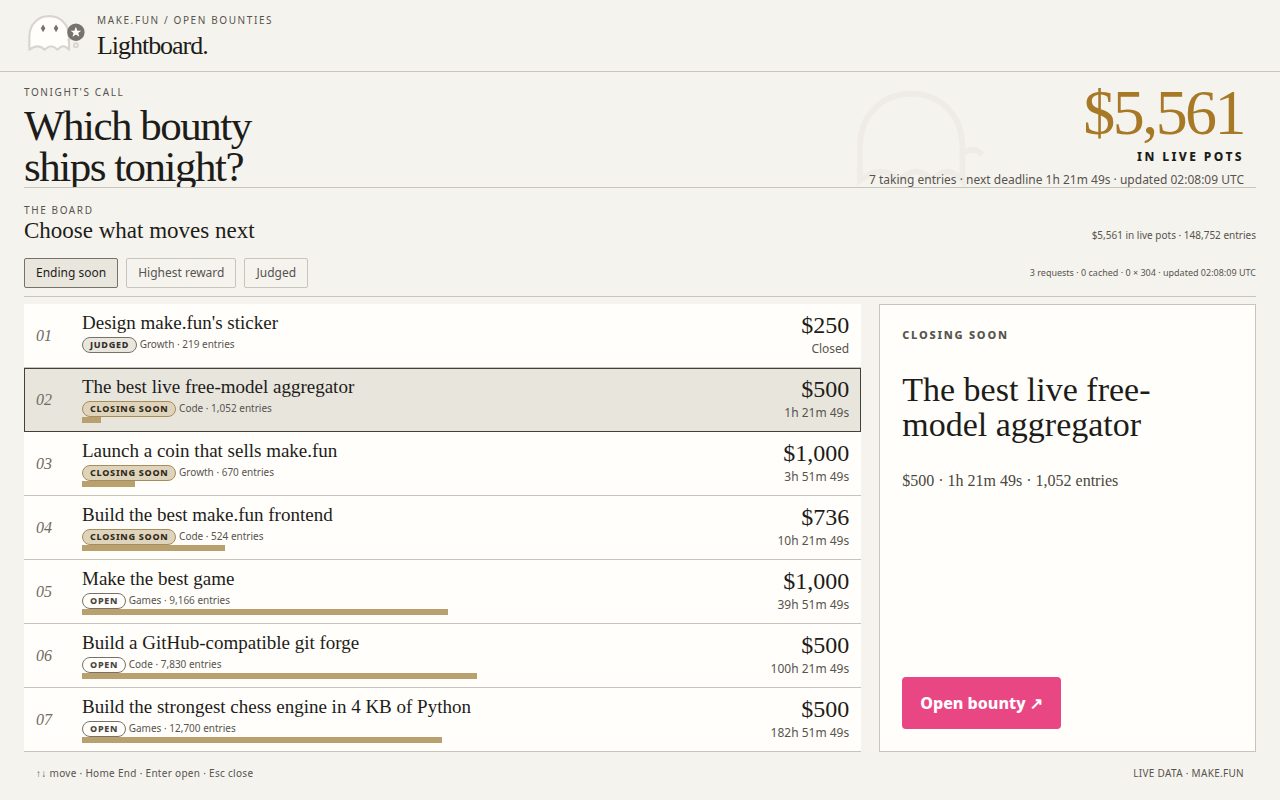 MAKE.FUN / OPEN BOUNTIES
Lightboard.
TONIGHT'S CALL
Which bounty
ships tonight?
$5,561
IN LIVE POTS
7 taking entries · next deadline 1h 21m 49s · updated 02:08:09 UTC
THE BOARD
Choose what moves next
$5,561 in live pots · 148,752 entries
Ending soon
Highest reward
Judged
3 requests · 0 cached · 0 × 304 · updated 02:08:09 UTC
01
Design make.fun's sticker
JUDGED Growth · 219 entries
$250
Closed
02
The best live free-model aggregator
CLOSING SOON Code · 1,052 entries
$500
1h 21m 49s
03
Launch a coin that sells make.fun
CLOSING SOON Growth · 670 entries
$1,000
3h 51m 49s
04
Build the best make.fun frontend
CLOSING SOON Code · 524 entries
$736
10h 21m 49s
05
Make the best game
OPEN Games · 9,166 entries
$1,000
39h 51m 49s
06
Build a GitHub-compatible git forge
OPEN Code · 7,830 entries
$500
100h 21m 49s
07
Build the strongest chess engine in 4 KB of Python
OPEN Games · 12,700 entries
$500
182h 51m 49s
CLOSING SOON
The best live free-
model aggregator
$500 · 1h 21m 49s · 1,052 entries
Open bounty ↗
↑↓ move · Home End · Enter open · Esc close
LIVE DATA · MAKE.FUN